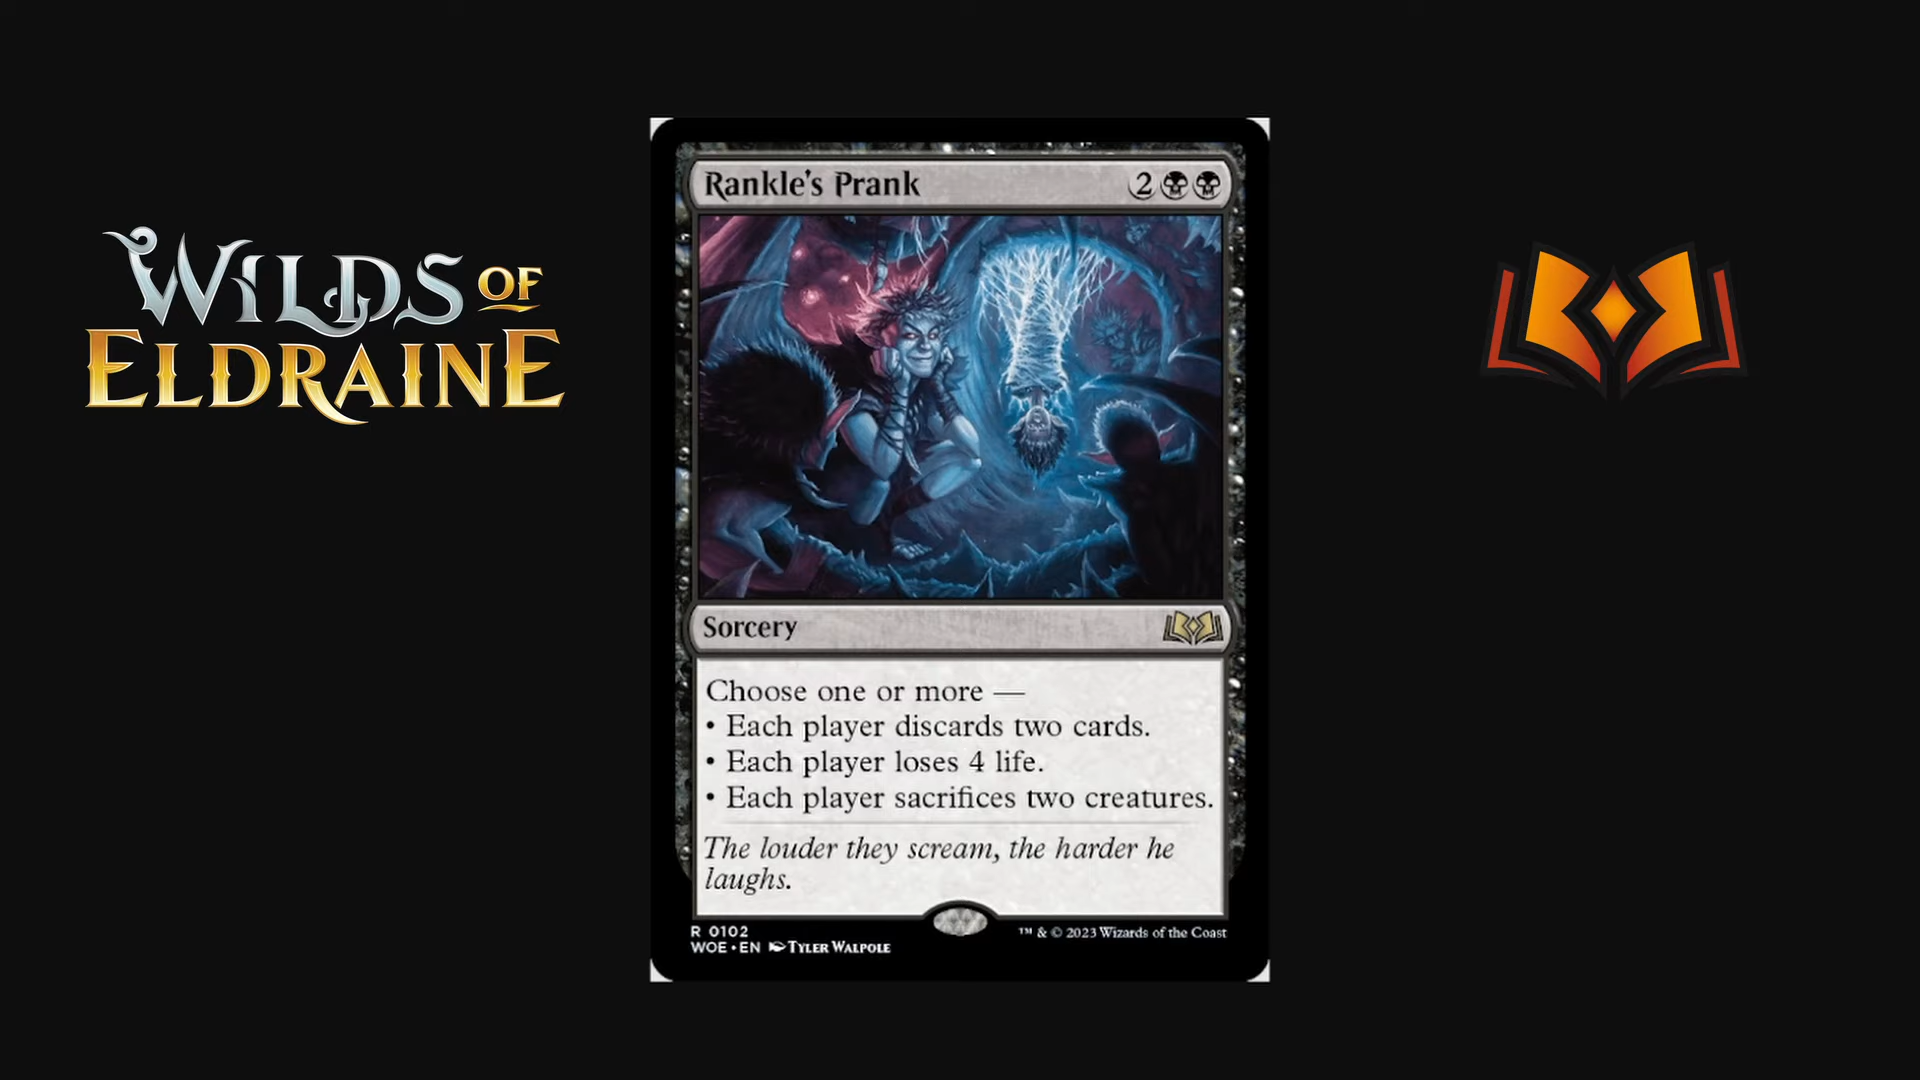 WILDS OF
ELDRAINE
Rankle's Prank
2
Sorcery
Choose one or more —
• Each player discards two cards.
• Each player loses 4 life.
• Each player sacrifices two creatures.
The louder they scream, the harder he
laughs.
R 0102
WOE • EN TYLER WALPOLE
™ & © 2023 Wizards of the Coast